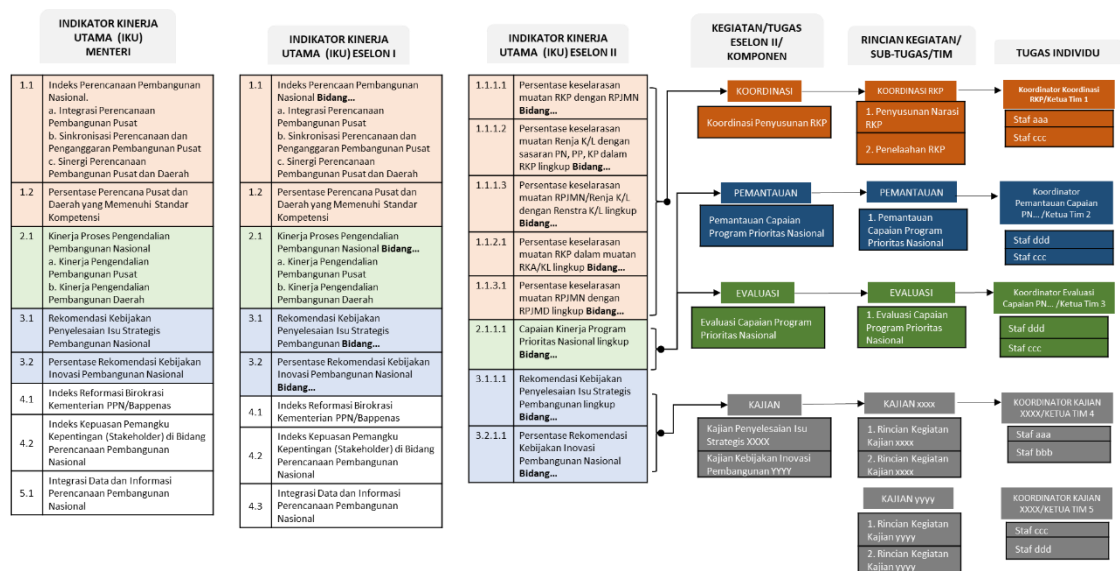 INDIKATOR KINERJA
UTAMA (IKU)
MENTERI
1.1
Indeks Perencanaan Pembangunan
Nasional.
a. Integrasi Perencanaan
Pembangunan Pusat
b. Sinkronisasi Perencanaan dan
Penganggaran Pembangunan Pusat
c. Sinergi Perencanaan
Pembangunan Pusat dan Daerah
1.2
Persentase Perencana Pusat dan
Daerah yang Memenuhi Standar
Kompetensi
2.1
Kinerja Proses Pengendalian
Pembangunan Nasional
a. Kinerja Pengendalian
Pembangunan Pusat
b. Kinerja Pengendalian
Pembangunan Daerah
3.1
Rekomendasi Kebijakan
Penyelesaian Isu Strategis
Pembangunan Nasional
3.2
Persentase Rekomendasi Kebijakan
Inovasi Pembangunan Nasional
4.1
Indeks Reformasi Birokrasi
Kementerian PPN/Bappenas
4.2
Indeks Kepuasan Pemangku
Kepentingan (Stakeholder) di Bidang
Perencanaan Pembangunan
Nasional
5.1
Integrasi Data dan Informasi
Perencanaan Pembangunan
Nasional
INDIKATOR KINERJA
UTAMA (IKU) ESELON I
1.1
Indeks Perencaan Pembangunan
Nasional Bidang...
a. Integrasi Perencanaan
Pembangunan Pusat
b. Sinkronisasi Perencanaan dan
Penganggaran Pembangunan Pusat
c. Sinergi Perencanaan
Pembangunan Pusat dan Daerah
1.2
Persentase Perencana Pusat dan
Daerah yang Memenuhi Standar
Kompetensi
2.1
Kinerja Proses Pengendalian
Pembangunan Nasional Bidang...
a. Kinerja Pengendalian
Pembangunan Pusat
b. Kinerja Pengendalian
Pembangunan Daerah
3.1
Rekomendasi Kebijakan
Penyelesaian Isu Strategis
Pembangunan Bidang...
3.2
Persentase Rekomendasi Kebijakan
Inovasi Pembangunan Nasional
Bidang...
4.1
Indeks Reformasi Birokrasi
Kementerian PPN/Bappenas
4.2
Indeks Kepuasan Pemangku
Kepentingan (Stakeholder) di Bidang
Perencanaan Pembangunan
Nasional
4.3
Integrasi Data dan Informasi
Perencanaan Pembangunan
Nasional
INDIKATOR KINERJA
UTAMA (IKU) ESELON II
1.1.1.1
Persentase keselarasan
muatan RKP dengan RPJMN
Bidang...
1.1.1.2
Persentase keselarasan
muatan Renja K/L dengan
sasaran PN, PP, KP dalam
RKP lingkup Bidang...
1.1.1.3
Persentase keselarasan
muatan RPJMN/Renja K/L
dengan Renstra K/L lingkup
Bidang...
1.1.2.1
Persentase keselarasan
muatan RKP dalam muatan
RKA/KL lingkup Bidang...
1.1.3.1
Persentase keselarasan
muatan RPJMN dengan
RPJMD lingkup Bidang...
2.1.1.1
Capaian Kinerja Program
Prioritas Nasional lingkup
Bidang...
3.1.1.1
Rekomendasi Kebijakan
Penyelesaian Isu Strategis
Pembangunan lingkup
Bidang...
3.2.1.1
Persentase Rekomendasi
Kebijakan Inovasi
Pembangunan Nasional
Bidang...
KEGIATAN/TUGAS
ESELON II/
KOMPONEN
KOORDINASI
Koordinasi Penyusunan RKP
PEMANTAUAN
Pemantauan Capaian
Program Prioritas Nasional
EVALUASI
Evaluasi Capaian Program
Prioritas Nasional
KAJIAN
Kajian Penyelesaian Isu
Strategis XXXX
Kajian Kebijakan Inovasi
Pembangunan YYYY
RINCIAN KEGIATAN/
SUB-TUGAS/TIM
KOORDINASI RKP
1. Penyusunan Narasi
RKP
2. Penelaahan RKP
PEMANTAUAN
1. Pemantauan
Capaian Program
Prioritas Nasional
EVALUASI
1. Evaluasi Capaian
Program Prioritas
Nasional
KAJIAN xxxx
1. Rincian Kegiatan
Kajian xxxx
2. Rincian Kegiatan
Kajian xxxx
KAJIAN yyyy
1. Rincian Kegiatan
Kajian yyyy
2. Rincian Kegiatan
Kajian yyyy
TUGAS INDIVIDU
Koordinator Koordinasi
RKP/Ketua Tim 1
Staf aaa
Staf ccc
Koordinator
Pemantauan Capaian
PN... /Ketua Tim 2
Staf ddd
Staf ccc
Koordinator Evaluasi
Capaian PN... /Ketua Tim 3
Staf ddd
Staf ccc
KOORDINATOR KAJIAN
XXXX/KETUA TIM 4
Staf aaa
Staf bbb
KOORDINATOR KAJIAN
XXXX/KETUA TIM 5
Staf ccc
Staf ddd